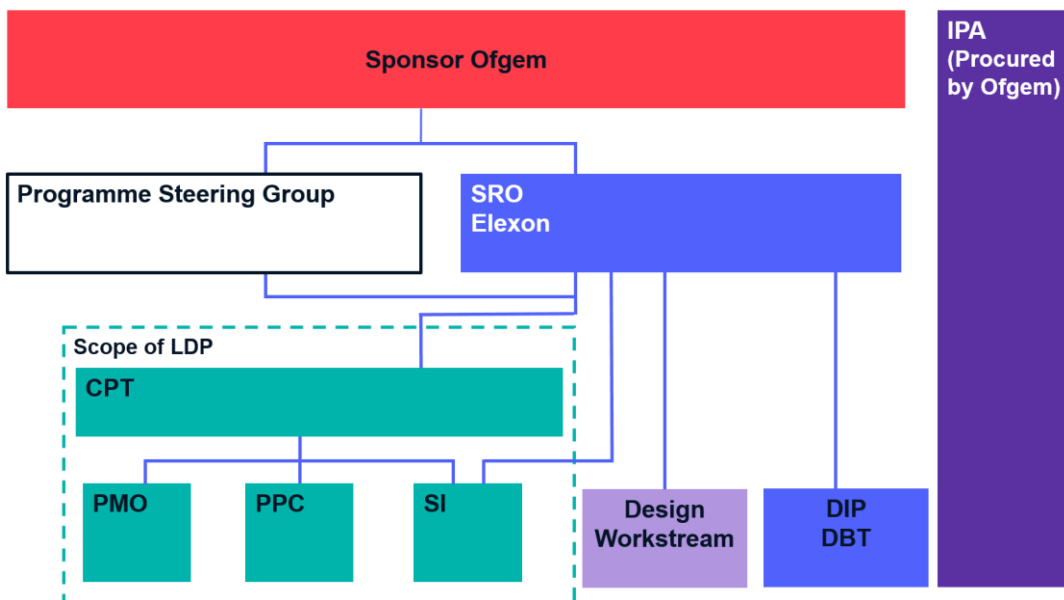 Sponsor Ofgem
IPA
(Procured
by Ofgem)
Programme Steering Group
SRO
Elexon
Scope of LDP
CPT
PMO
PPC
SI
Design
Workstream
DIP
DBT